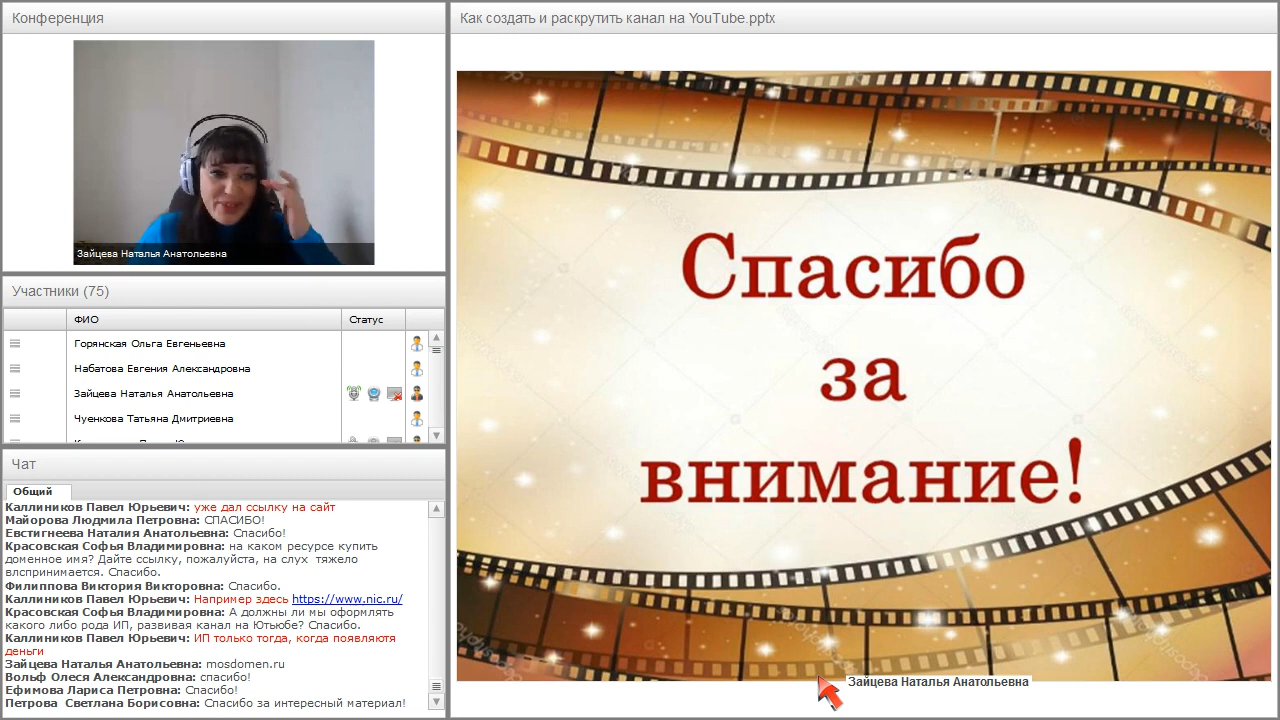 Конференция
Зайцева Наталья Анатольевна
Участники (75)
ФИО
Статус
Горянская Ольга Евгеньевна
Набатова Евгения Александровна
Зайцева Наталья Анатольевна
Чуенкова Татьяна Дмитриевна
Чат
Общий
Каллиников Павел Юрьевич: уже дал ссылку на сайт
Майорова Людмила Петровна: СПАСИБО!
Евстигнеева Наталия Анатольевна: Спасибо!
Красовская Софья Владимировна: на каком ресурсе купить
доменное имя? Дайте ссылку, пожалуйста, на слух тяжело
влспринимается. Спасибо.
Филиппова Виктория Викторовна: Спасибо.
Каллиников Павел Юрьевич: Например здесь https://www.nic.ru/
Красовская Софья Владимировна: А должны ли мы оформлять
какого либо рода ИП, развивая канал на Ютьюбе? Спасибо.
Каллиников Павел Юрьевич: ИП только тогда, когда появляютя
деньги
Зайцева Наталья Анатольевна: mosdomen.ru
Вольф Олеся Александровна: спасибо!
Ефимова Лариса Петровна: Спасибо!
Петрова Светлана Борисовна: Спасибо за интересный материал!
Как создать и раскрутить канал на YouTube.pptx
Спасибо
за
внимание!
Зайцева Наталья Анатольевна